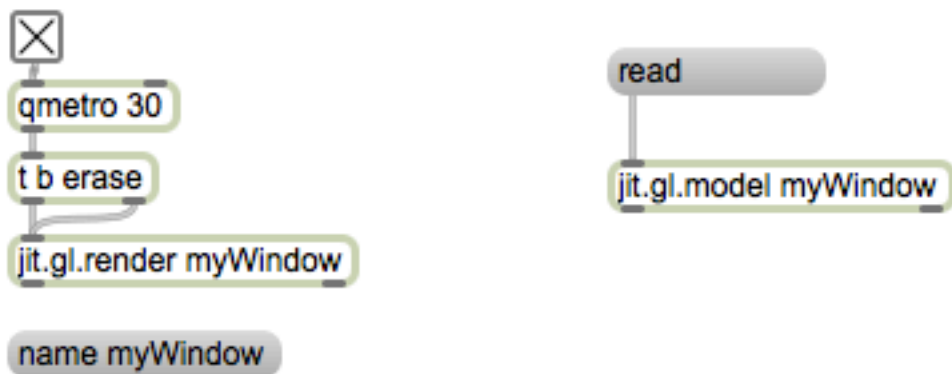 qmetro 30
t b erase
jit.gl.render myWindow
name myWindow
read
jit.gl.model myWindow